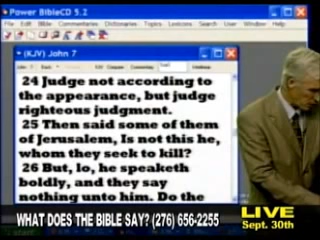 Power BibleCD 5.2
File Edit Bible Commentaries Dictionaries Topics Resources Search User Window Help
(KJV) John 7
24 Judge not according to
the appearance, but judge
righteous judgment.
25 Then said some of them
of Jerusalem, Is not this he,
whom they seek to kill?
26 But, lo, he speaketh
boldly, and they say
nothing unto him. Do the
WHAT DOES THE BIBLE SAY? (276) 656-2255
LIVE
Sept. 30th